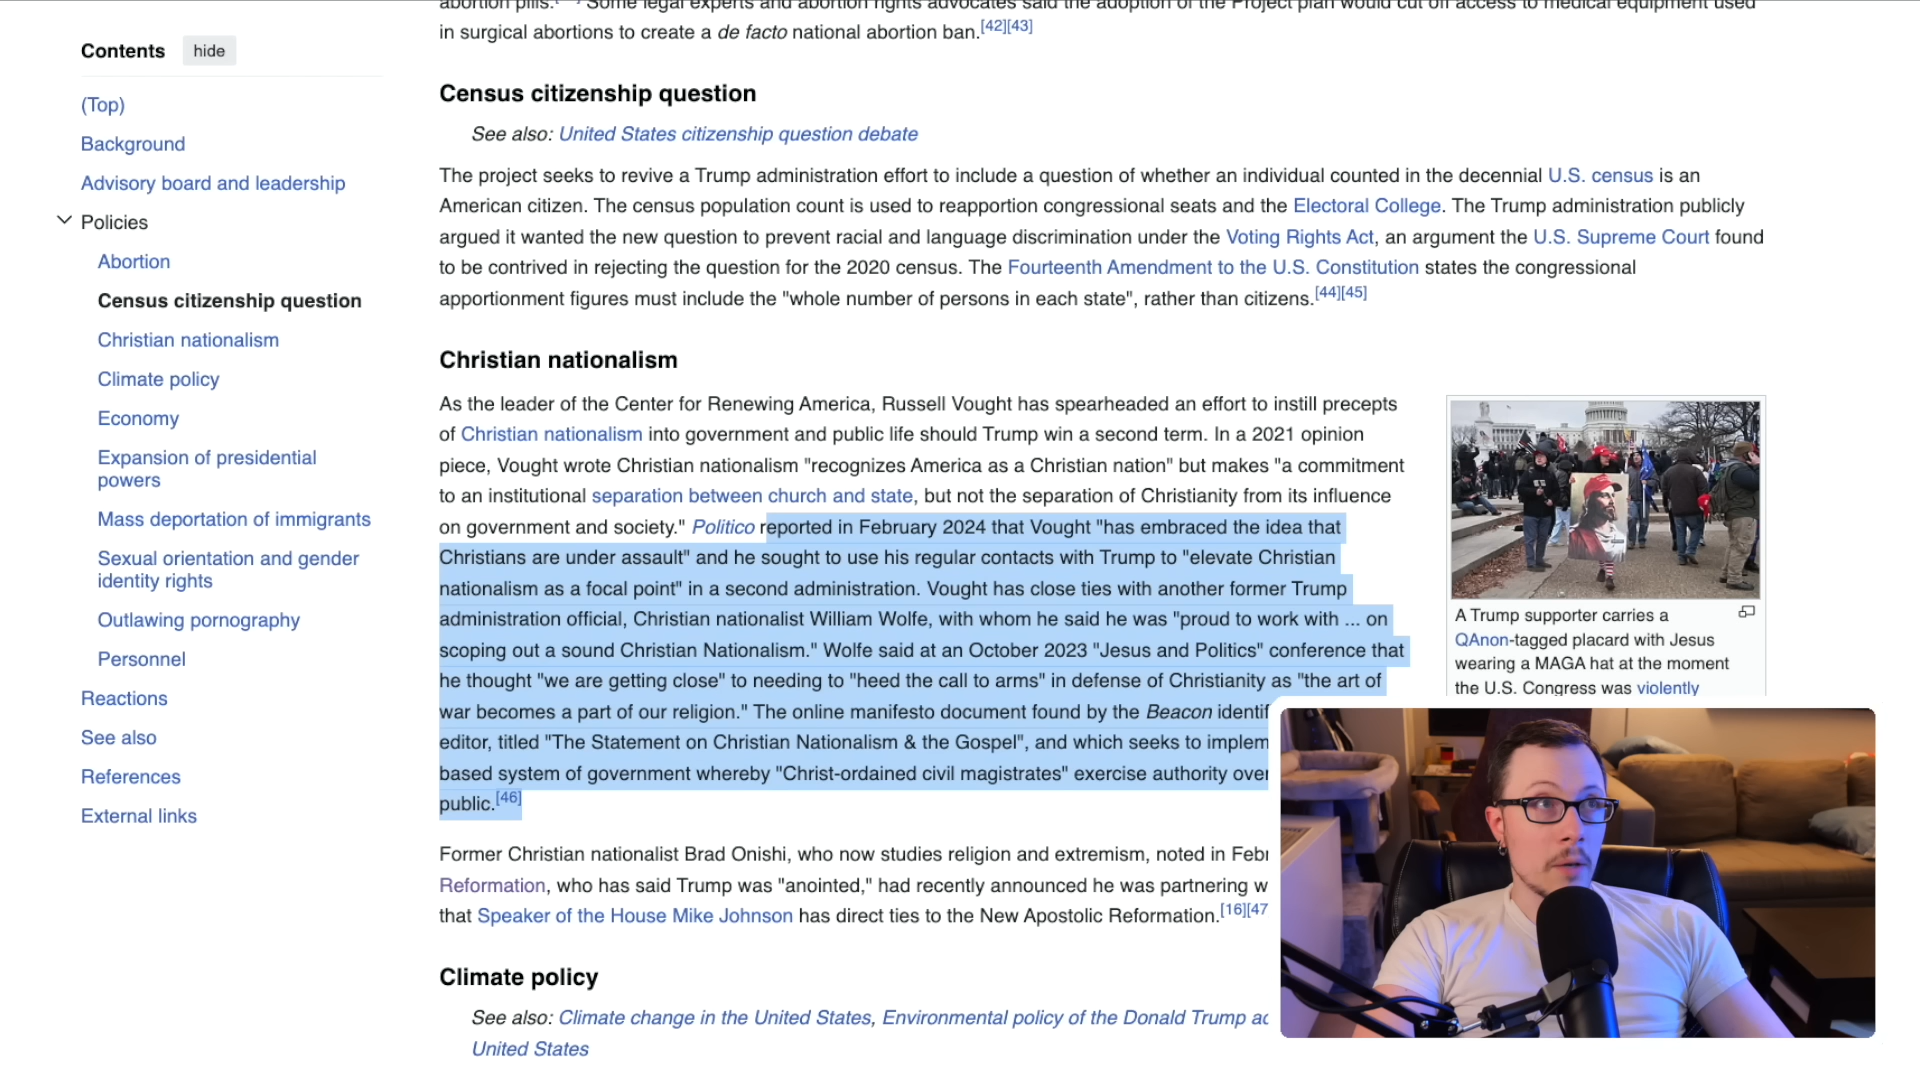 Contents hide
(Top)
Background
Advisory board and leadership
Policies
Abortion
Census citizenship question
Christian nationalism
Climate policy
Economy
Expansion of presidential
powers
Mass deportation of immigrants
Sexual orientation and gender
identity rights
Outlawing pornography
Personnel
Reactions
See also
References
External links
abortion pills. Some legal experts and abortion rights advocates said the adoption of the Project plan would cut off access to medical equipment used
in surgical abortions to create a de facto national abortion ban.[42][43]
Census citizenship question
See also: United States citizenship question debate
The project seeks to revive a Trump administration effort to include a question of whether an individual counted in the decennial U.S. census is an
American citizen. The census population count is used to reapportion congressional seats and the Electoral College. The Trump administration publicly
argued it wanted the new question to prevent racial and language discrimination under the Voting Rights Act, an argument the U.S. Supreme Court found
to be contrived in rejecting the question for the 2020 census. The Fourteenth Amendment to the U.S. Constitution states the congressional
apportionment figures must include the "whole number of persons in each state", rather than citizens.[44][45]
Christian nationalism
As the leader of the Center for Renewing America, Russell Vought has spearheaded an effort to instill precepts
of Christian nationalism into government and public life should Trump win a second term. In a 2021 opinion
piece, Vought wrote Christian nationalism "recognizes America as a Christian nation" but makes "a commitment
to an institutional separation between church and state, but not the separation of Christianity from its influence
on government and society." Politico reported in February 2024 that Vought "has embraced the idea that
Christians are under assault" and he sought to use his regular contacts with Trump to "elevate Christian
nationalism as a focal point" in a second administration. Vought has close ties with another former Trump
administration official, Christian nationalist William Wolfe, with whom he said he was "proud to work with ... on
scoping out a sound Christian Nationalism." Wolfe said at an October 2023 "Jesus and Politics" conference that
he thought "we are getting close" to needing to "heed the call to arms" in defense of Christianity as "the art of
war becomes a part of our religion." The online manifesto document found by the Beacon identif
editor, titled "The Statement on Christian Nationalism & the Gospel", and which seeks to implem
based system of government whereby "Christ-ordained civil magistrates" exercise authority over
public.[46]
A Trump supporter carries a
QAnon-tagged placard with Jesus
wearing a MAGA hat at the moment
the U.S. Congress was violently
Former Christian nationalist Brad Onishi, who now studies religion and extremism, noted in Febr
Reformation, who has said Trump was "anointed," had recently announced he was partnering w
that Speaker of the House Mike Johnson has direct ties to the New Apostolic Reformation.[16][47
Climate policy
See also: Climate change in the United States, Environmental policy of the Donald Trump ad
United States